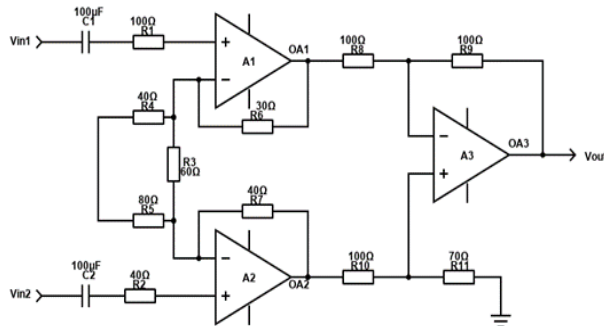 100μF
C1
Vin1
100Ω
R1
+
A1
−
OA1
100Ω
R8
100Ω
R9
40Ω
R4
30Ω
R6
R3
60Ω
−
A3
+
OA3
Vout
80Ω
R5
40Ω
R7
100μF
C2
Vin2
40Ω
R2
−
A2
+
OA2
100Ω
R10
70Ω
R11